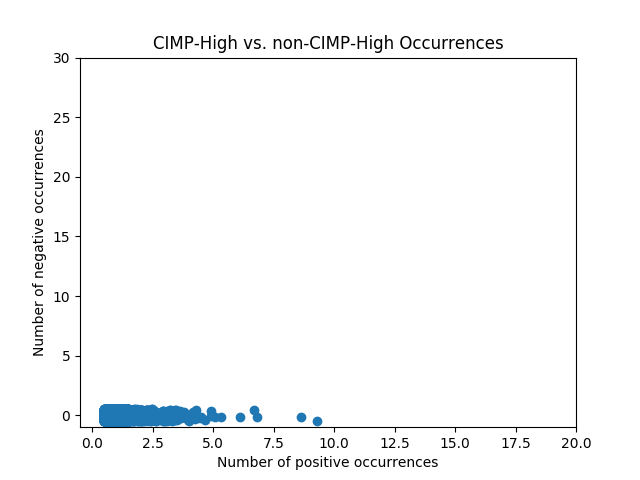 CIMP-High vs. non-CIMP-High Occurrences
30
25
20
15
10
5
0
Number of negative occurrences
0.0 2.5 5.0 7.5 10.0 12.5 15.0 17.5 20.0
Number of positive occurrences